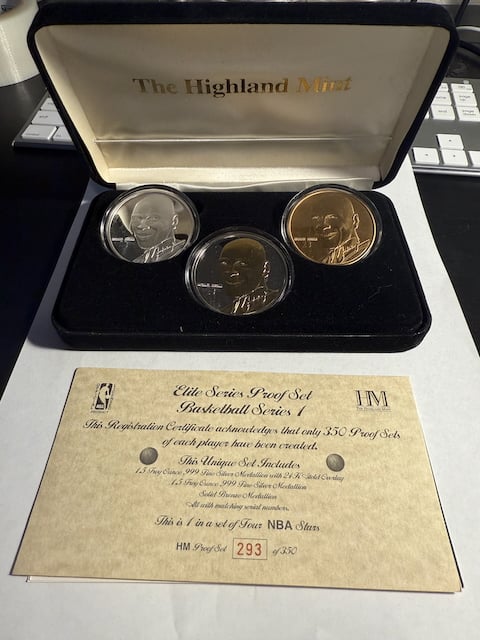 The Highland Mint
Elite Series Proof Set
Basketball Series 1
HM
The Highland Mint
This Registration Certificate acknowledges that only 350 Proof Sets
of each player have been created.
This Unique Set Includes
1.5 Troy Ounce .999 Fine Silver Medallion with 24K Gold Overlay
1.5 Troy Ounce .999 Fine Silver Medallion
Solid Bronze Medallion
All with matching serial numbers.
This is 1 in a set of Four NBA Stars
HM Proof Set 293 of 350